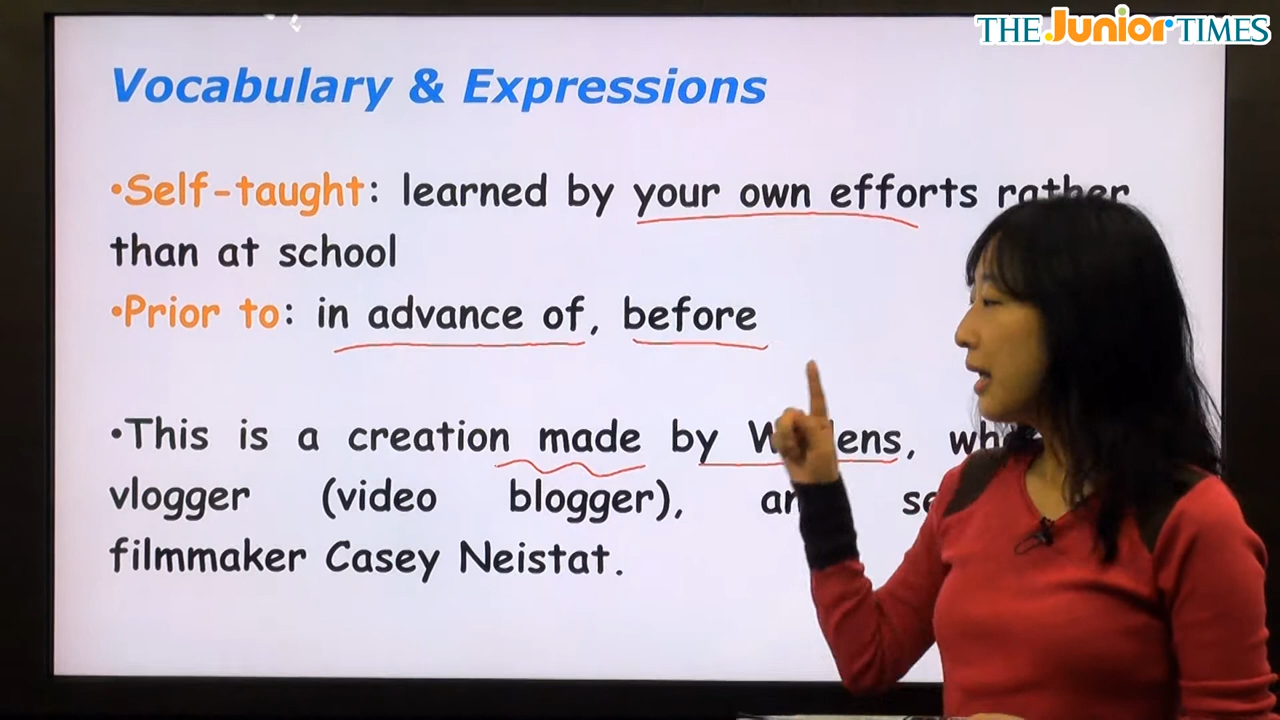 THE Junior TIMES
Vocabulary & Expressions
•Self-taught: learned by your own efforts rather
than at school
•Prior to: in advance of, before
•This is a creation made by
vlogger (video blogger),
filmmaker Casey Neistat.